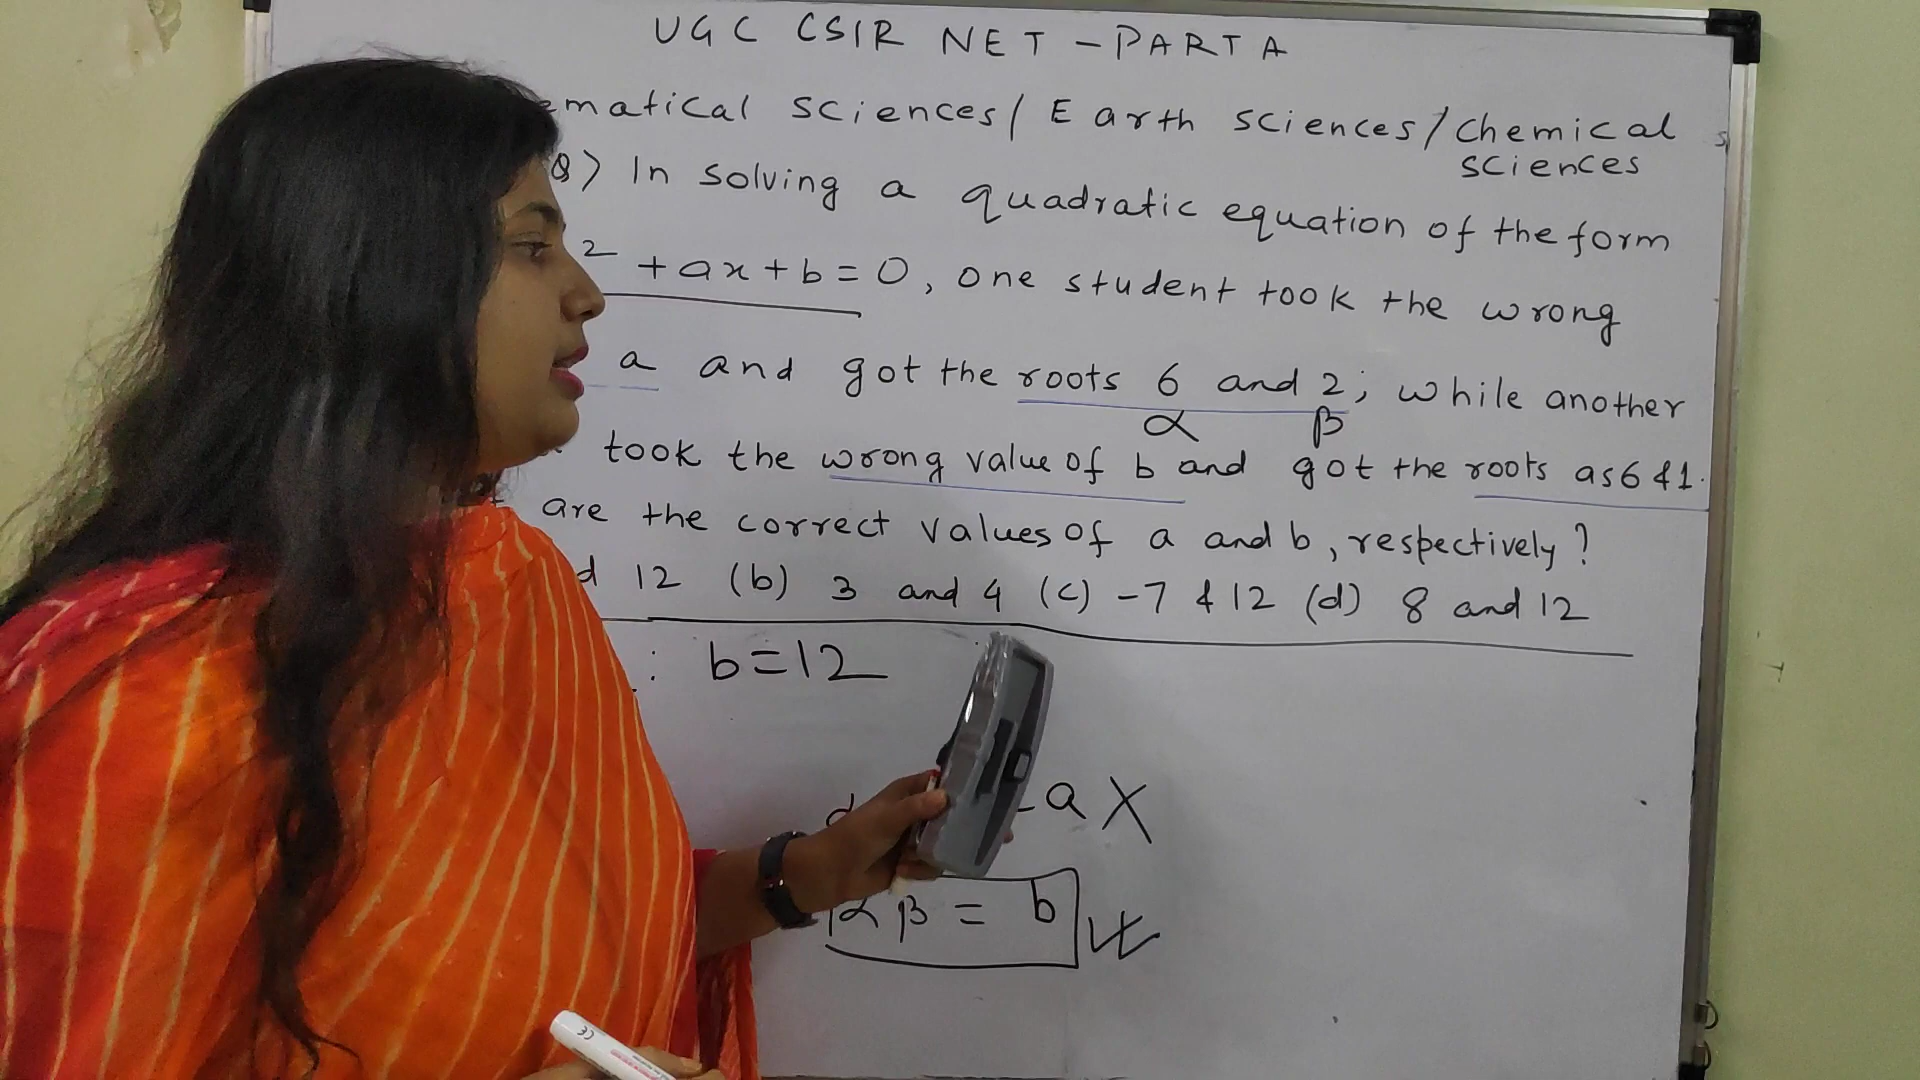 UGC CSIR NET - PART A
ematical sciences/ Earth sciences/chemical
sciences
Q) In solving a quadratic equation of the form
2 +ax+b=0, one student took the wrong
a and got the roots 6 and 2; while another
α β
took the wrong value of b and got the roots as 6 & 1.
are the correct values of a and b, respectively?
d 12 (b) 3 and 4 (c) -7 & 12 (d) 8 and 12
∴ b=12
-a X
αβ = b